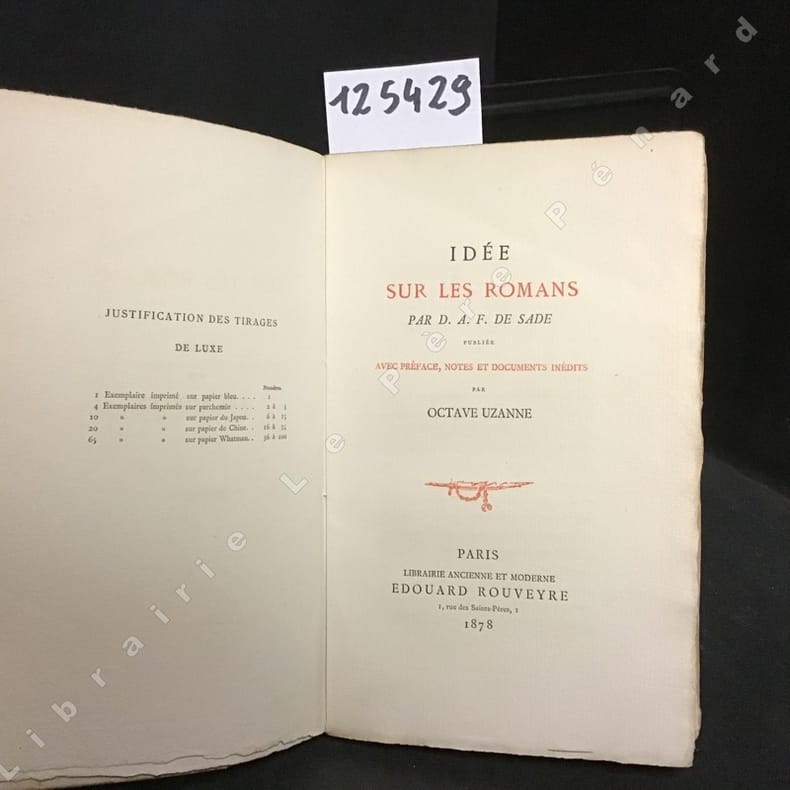 125429
JUSTIFICATION DES TIRAGES
DE LUXE
Numéros.
1 Exemplaire imprimé sur papier bleu. . . . 1
4 Exemplaires imprimés sur parchemin . . . . 2 à 5
10 » » sur papier du Japon. . 6 à 15
20 » » sur papier de Chine. . 16 à 35
65 » » sur papier Whatman. . 36 à 100
IDÉE
SUR LES ROMANS
PAR D. A. F. DE SADE
PUBLIÉE
AVEC PRÉFACE, NOTES ET DOCUMENTS INÉDITS
PAR
OCTAVE UZANNE
PARIS
LIBRAIRIE ANCIENNE ET MODERNE
EDOUARD ROUVEYRE
1, rue des Saints-Pères, 1
1878
Librairie Le Père Pénard